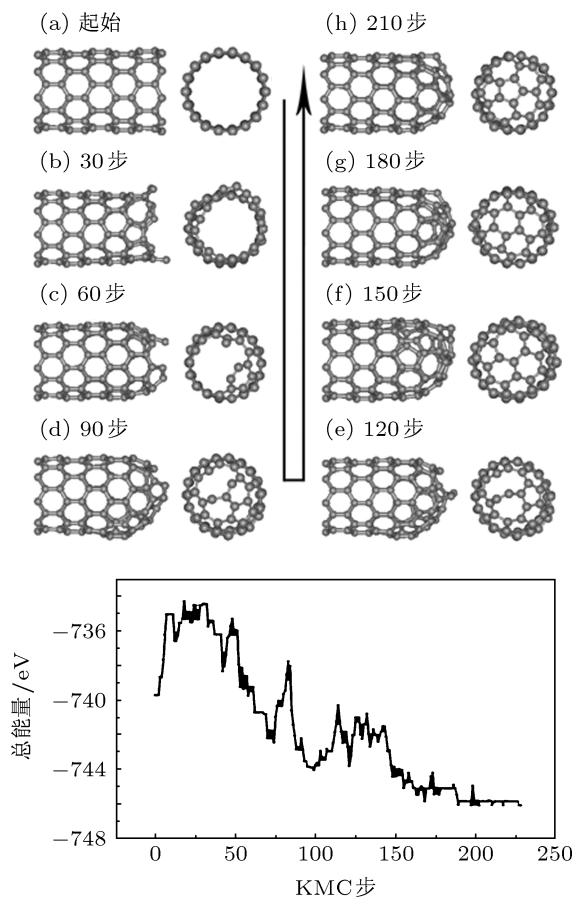 (a) 起始
(h) 210步
(b) 30步
(g) 180步
(c) 60步
(f) 150步
(d) 90步
(e) 120步
总能量/eV
−736
−740
−744
−748
0 50 100 150 200 250
KMC步